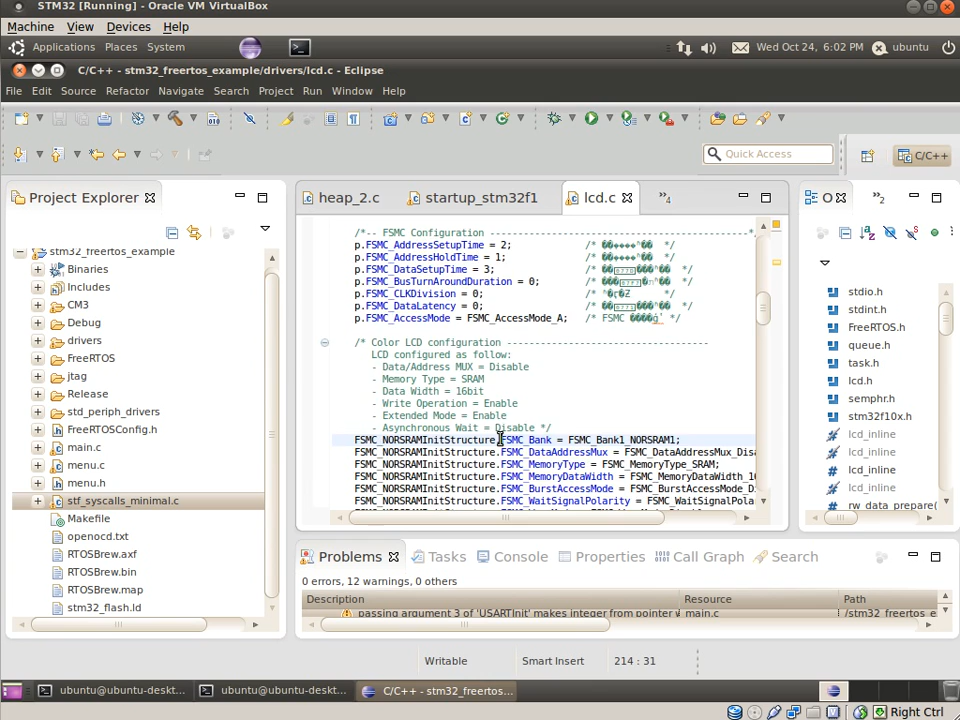 STM32 [Running] - Oracle VM VirtualBox
Machine View Devices Help
Applications Places System
Wed Oct 24, 6:02 PM ubuntu
C/C++ - stm32_freertos_example/drivers/lcd.c - Eclipse
File Edit Source Refactor Navigate Search Project Run Window Help
Quick Access
C/C++
Project Explorer
heap_2.c startup_stm32f1 lcd.c »4
O »2
stm32_freertos_example
Binaries
Includes
CM3
Debug
drivers
FreeRTOS
jtag
Release
std_periph_drivers
FreeRTOSConfig.h
main.c
menu.c
menu.h
stf_syscalls_minimal.c
Makefile
openocd.txt
RTOSBrew.axf
RTOSBrew.bin
RTOSBrew.map
stm32_flash.ld
/*-- FSMC Configuration -------------------------------------------------*
p.FSMC_AddressSetupTime = 2; /* */
p.FSMC_AddressHoldTime = 1; /* */
p.FSMC_DataSetupTime = 3; /* */
p.FSMC_BusTurnAroundDuration = 0; /* */
p.FSMC_CLKDivision = 0; /* */
p.FSMC_DataLatency = 0; /* */
p.FSMC_AccessMode = FSMC_AccessMode_A; /* FSMC */
/* Color LCD configuration ------------------------------------
LCD configured as follow:
- Data/Address MUX = Disable
- Memory Type = SRAM
- Data Width = 16bit
- Write Operation = Enable
- Extended Mode = Enable
- Asynchronous Wait = Disable */
FSMC_NORSRAMInitStructure.FSMC_Bank = FSMC_Bank1_NORSRAM1;
FSMC_NORSRAMInitStructure.FSMC_DataAddressMux = FSMC_DataAddressMux_Disa
FSMC_NORSRAMInitStructure.FSMC_MemoryType = FSMC_MemoryType_SRAM;
FSMC_NORSRAMInitStructure.FSMC_MemoryDataWidth = FSMC_MemoryDataWidth_16
FSMC_NORSRAMInitStructure.FSMC_BurstAccessMode = FSMC_BurstAccessMode_D
FSMC_NORSRAMInitStructure.FSMC_WaitSignalPolarity = FSMC_WaitSignalPola
stdio.h
stdint.h
FreeRTOS.h
queue.h
task.h
lcd.h
semphr.h
stm32f10x.h
lcd_inline
lcd_inline
lcd_inline
lcd_inline
rw_data_prepare(
Problems Tasks Console Properties Call Graph Search
0 errors, 12 warnings, 0 others
Description Resource Path
passing argument 3 of 'USARTInit' makes integer from pointer w main.c /stm32_freertos_e
Writable Smart Insert 214 : 31
ubuntu@ubuntu-deskt... ubuntu@ubuntu-deskt... C/C++ - stm32_freertos...
Right Ctrl